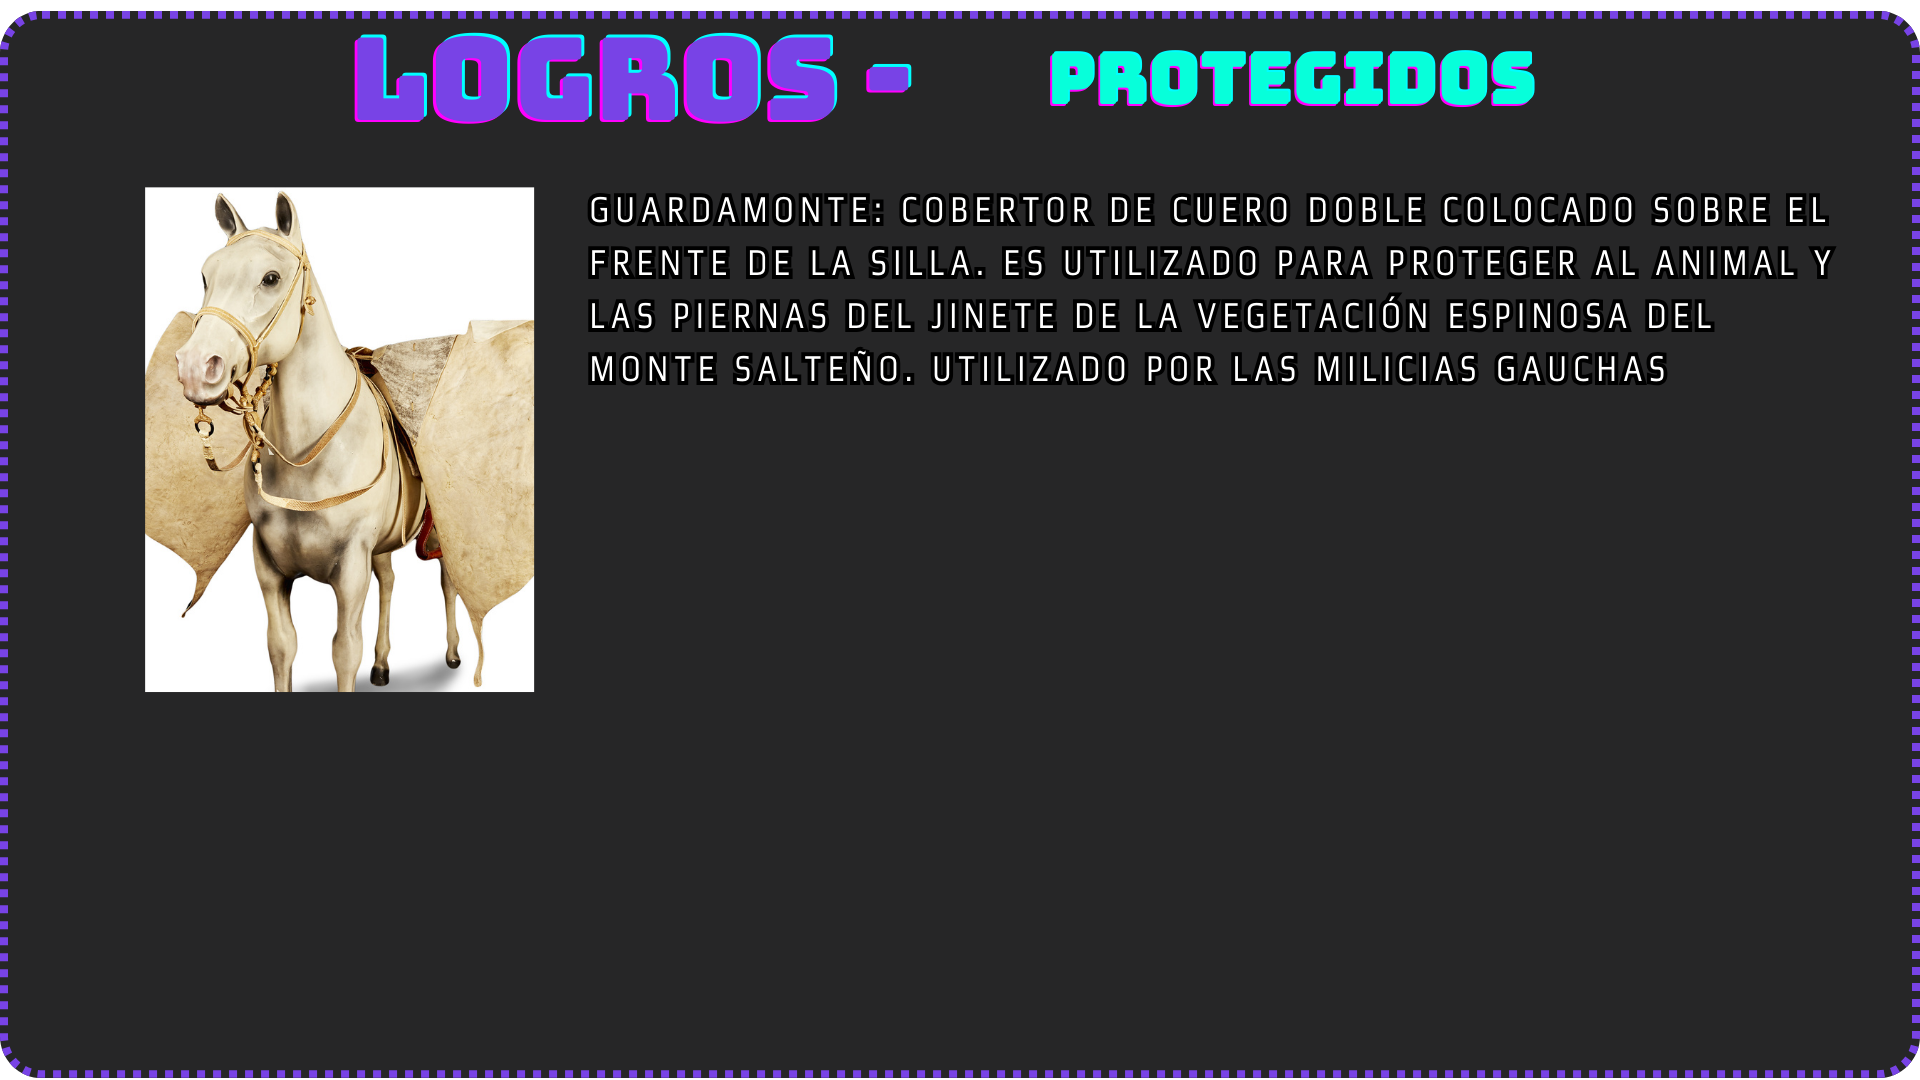 LOGROS - PROTEGIDOS
GUARDAMONTE: COBERTOR DE CUERO DOBLE COLOCADO SOBRE EL
FRENTE DE LA SILLA. ES UTILIZADO PARA PROTEGER AL ANIMAL Y
LAS PIERNAS DEL JINETE DE LA VEGETACIÓN ESPINOSA DEL
MONTE SALTEÑO. UTILIZADO POR LAS MILICIAS GAUCHAS